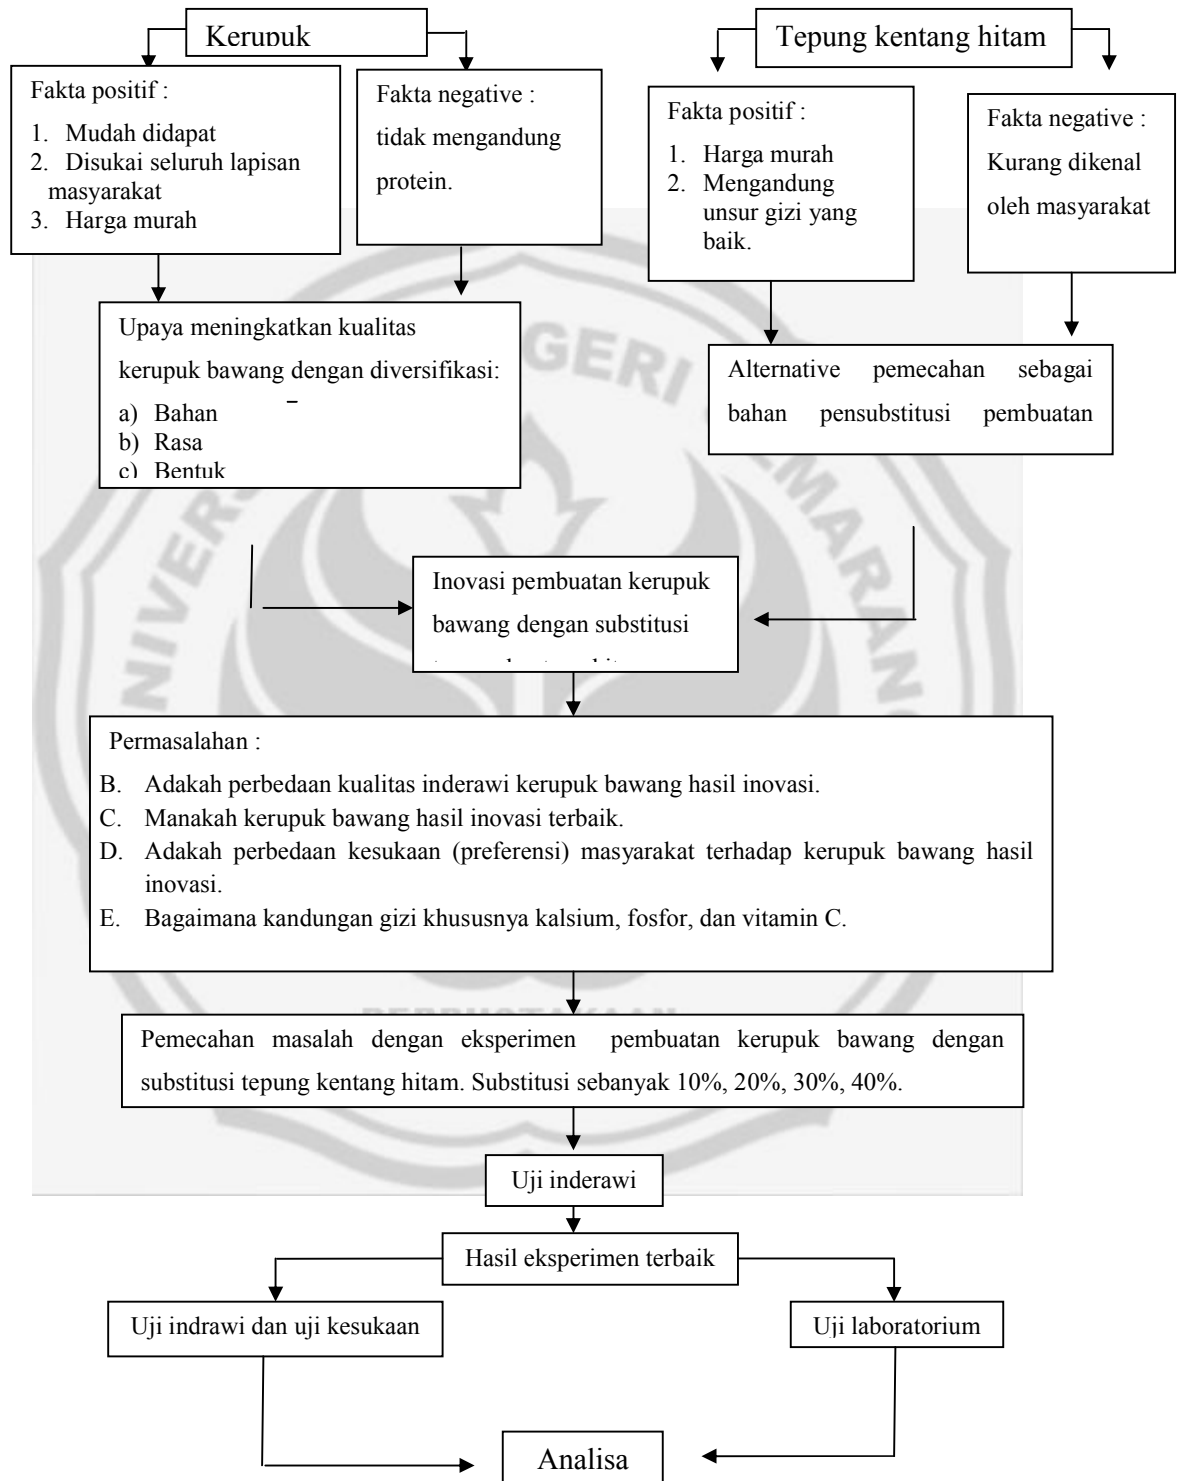 Kerupuk
Tepung kentang hitam
Fakta positif :
1. Mudah didapat
2. Disukai seluruh lapisan
masyarakat
3. Harga murah
Fakta negative :
tidak mengandung
protein.
Fakta positif :
1. Harga murah
2. Mengandung
unsur gizi yang
baik.
Fakta negative :
Kurang dikenal
oleh masyarakat
Upaya meningkatkan kualitas
kerupuk bawang dengan diversifikasi:
a) Bahan
b) Rasa
c) Bentuk
Alternative pemecahan sebagai
bahan pensubstitusi pembuatan
Inovasi pembuatan kerupuk
bawang dengan substitusi
Permasalahan :
B. Adakah perbedaan kualitas inderawi kerupuk bawang hasil inovasi.
C. Manakah kerupuk bawang hasil inovasi terbaik.
D. Adakah perbedaan kesukaan (preferensi) masyarakat terhadap kerupuk bawang hasil
inovasi.
E. Bagaimana kandungan gizi khususnya kalsium, fosfor, dan vitamin C.
Pemecahan masalah dengan eksperimen pembuatan kerupuk bawang dengan
substitusi tepung kentang hitam. Substitusi sebanyak 10%, 20%, 30%, 40%.
Uji inderawi
Hasil eksperimen terbaik
Uji indrawi dan uji kesukaan
Uji laboratorium
Analisa